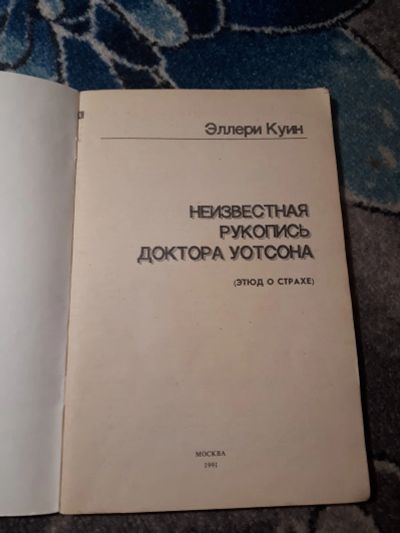 Эллери Куин
НЕИЗВЕСТНАЯ
РУКОПИСЬ
ДОКТОРА УОТСОНА
(ЭТЮД О СТРАХЕ)
МОСКВА
1991